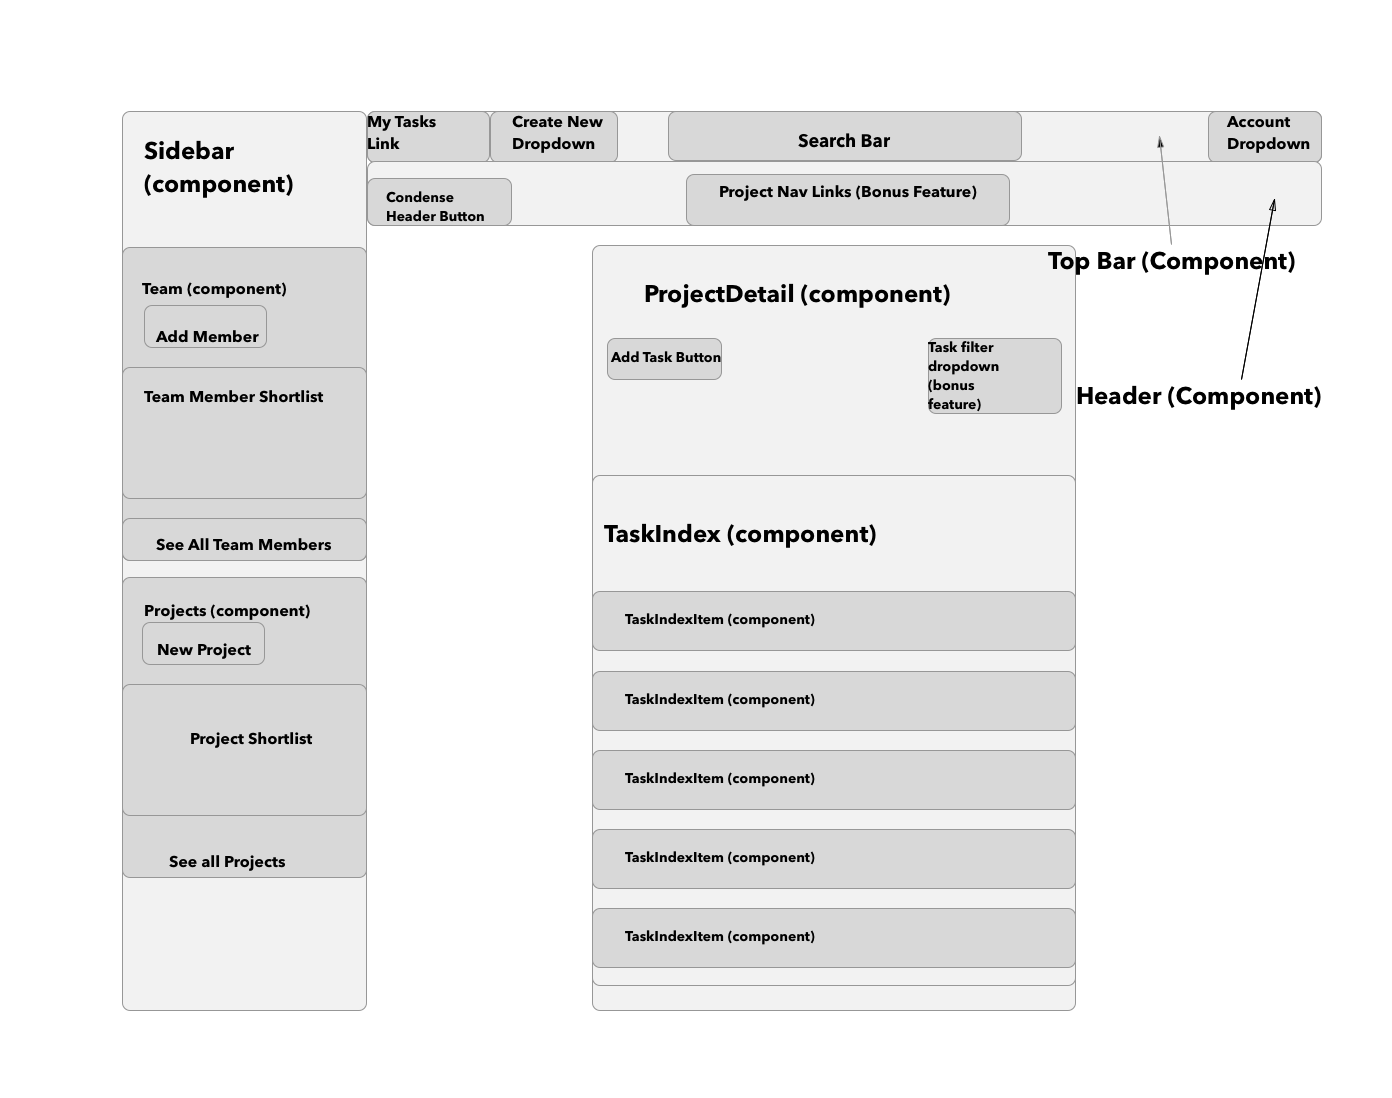 Sidebar
(component)
My Tasks
Link
Create New
Dropdown
Search Bar
Account
Dropdown
Condense
Header Button
Project Nav Links (Bonus Feature)
Top Bar (Component)
Header (Component)
Team (component)
Add Member
Team Member Shortlist
See All Team Members
Projects (component)
New Project
Project Shortlist
See all Projects
ProjectDetail (component)
Add Task Button
Task filter
dropdown
(bonus
feature)
TaskIndex (component)
TaskIndexItem (component)
TaskIndexItem (component)
TaskIndexItem (component)
TaskIndexItem (component)
TaskIndexItem (component)